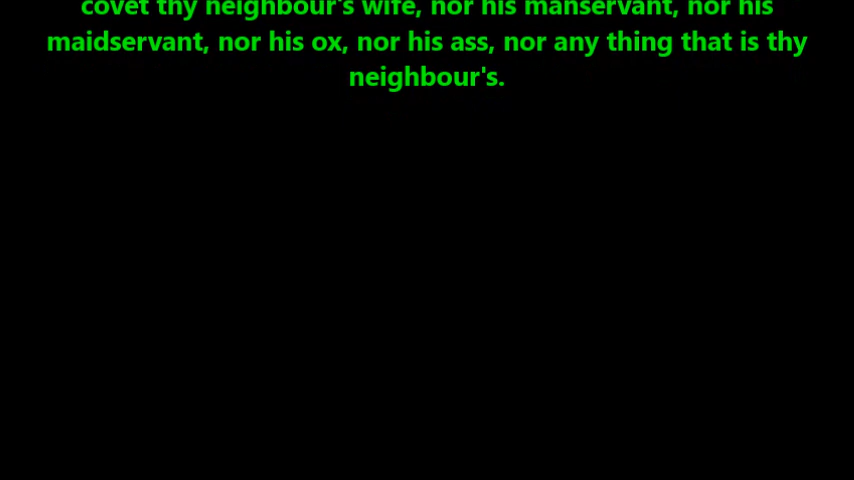 covet thy neighbour's wife, nor his manservant, nor his
maidservant, nor his ox, nor his ass, nor any thing that is thy
neighbour's.